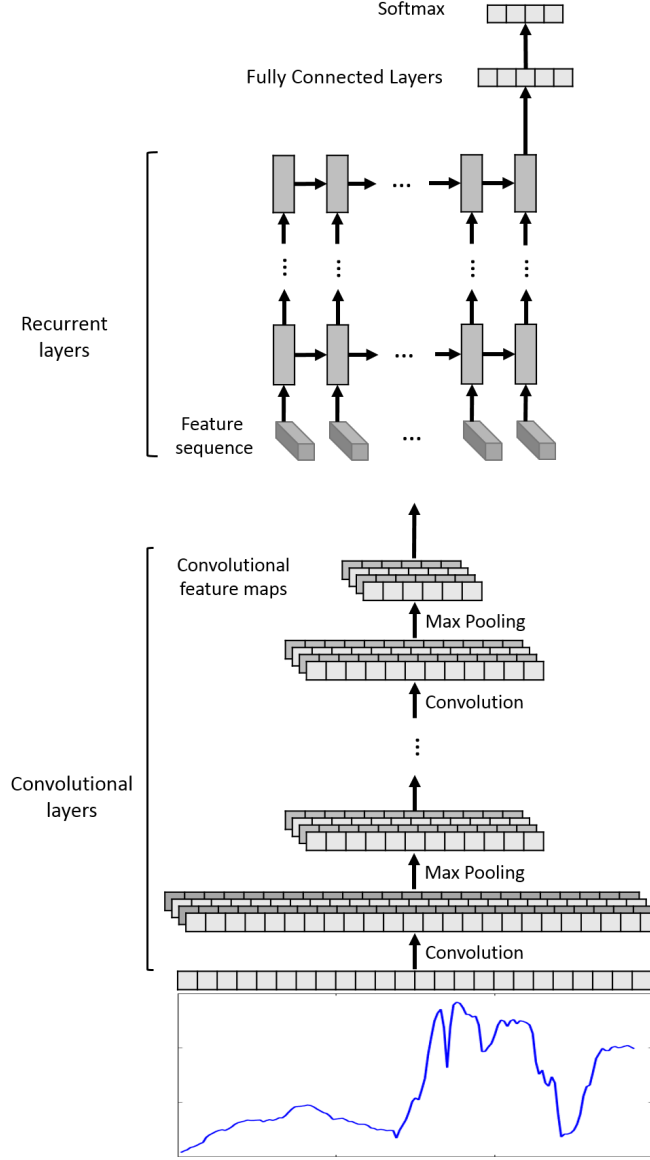 Softmax
Fully Connected Layers
...
...
Recurrent
layers
...
Feature
sequence
...
Convolutional
feature maps
Max Pooling
Convolution
...
Convolutional
layers
Max Pooling
Convolution